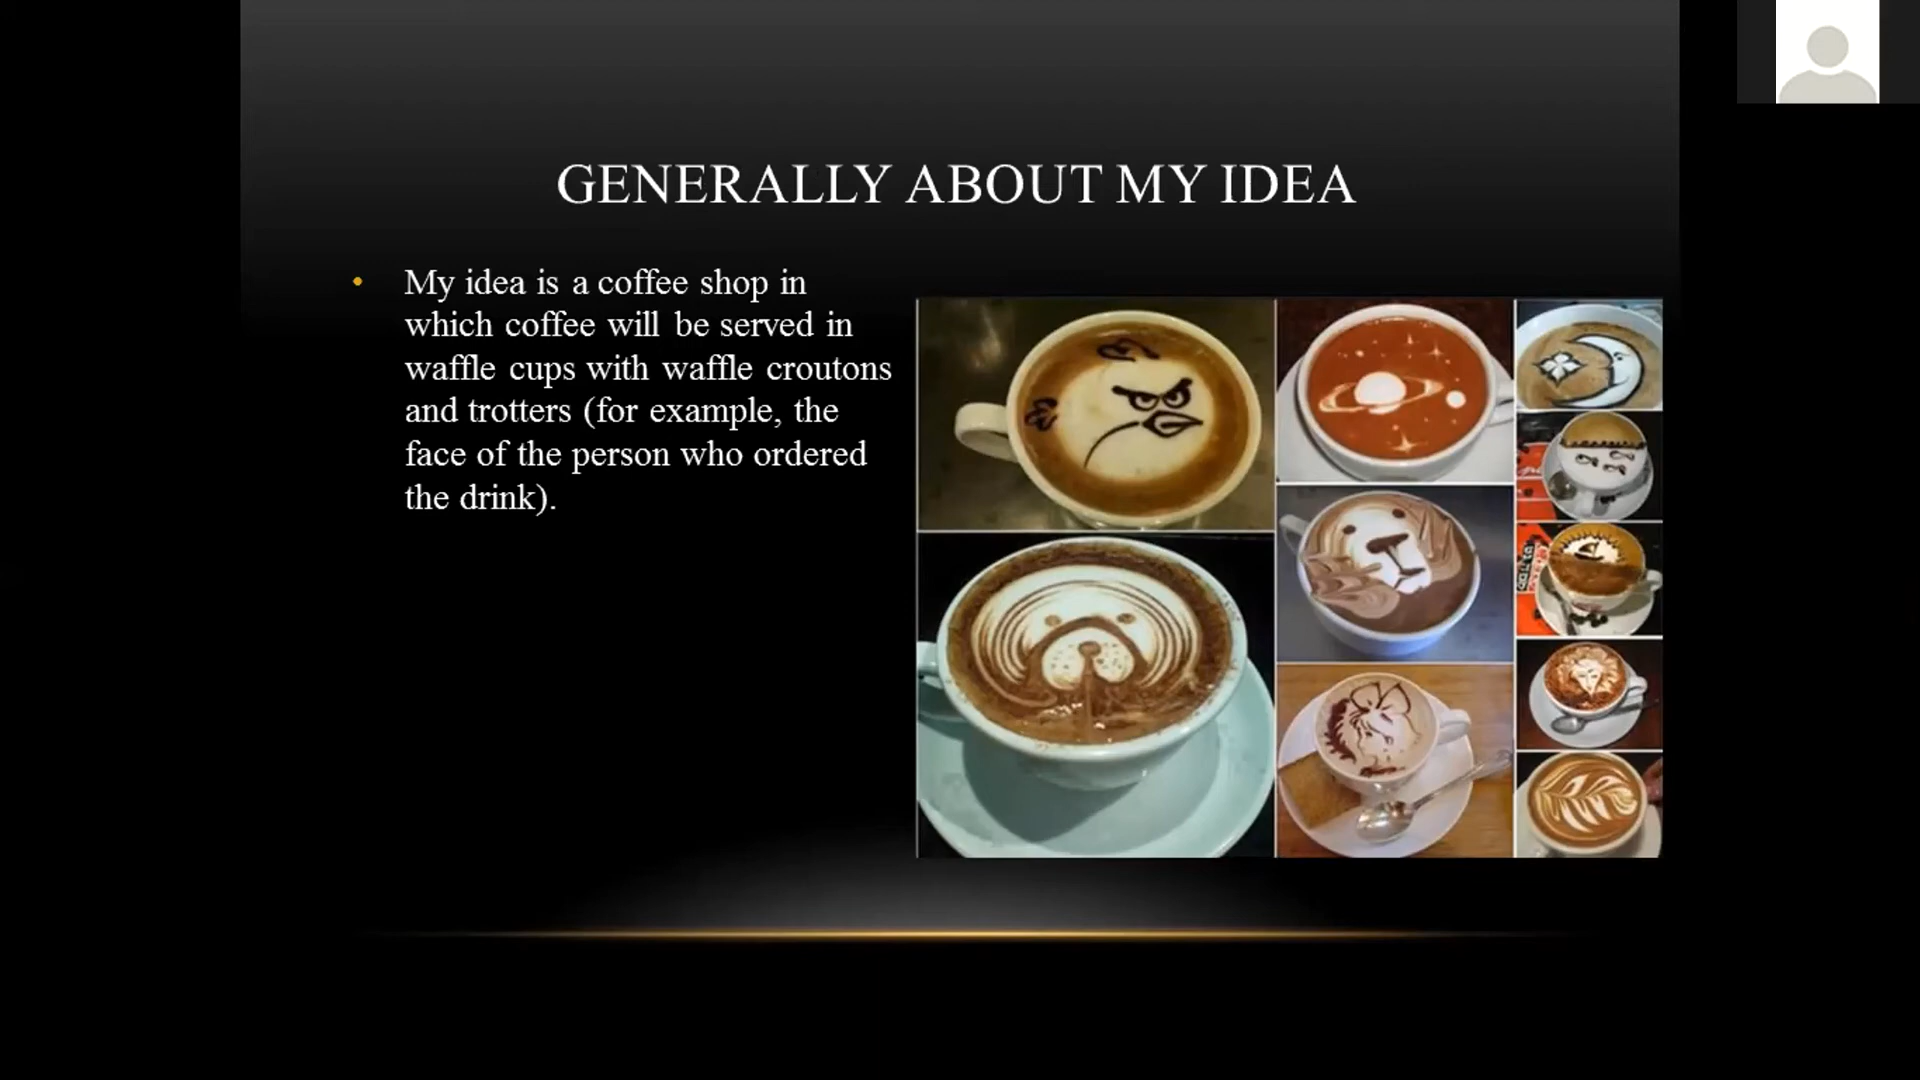 GENERALLY ABOUT MY IDEA
• My idea is a coffee shop in
which coffee will be served in
waffle cups with waffle croutons
and trotters (for example, the
face of the person who ordered
the drink).